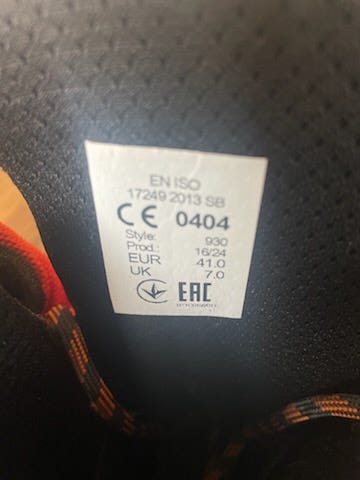 EN ISO
17249 2013 SB
CE 0404
Style: 930
Prod.: 16/24
EUR 41.0
UK 7.0
EAC